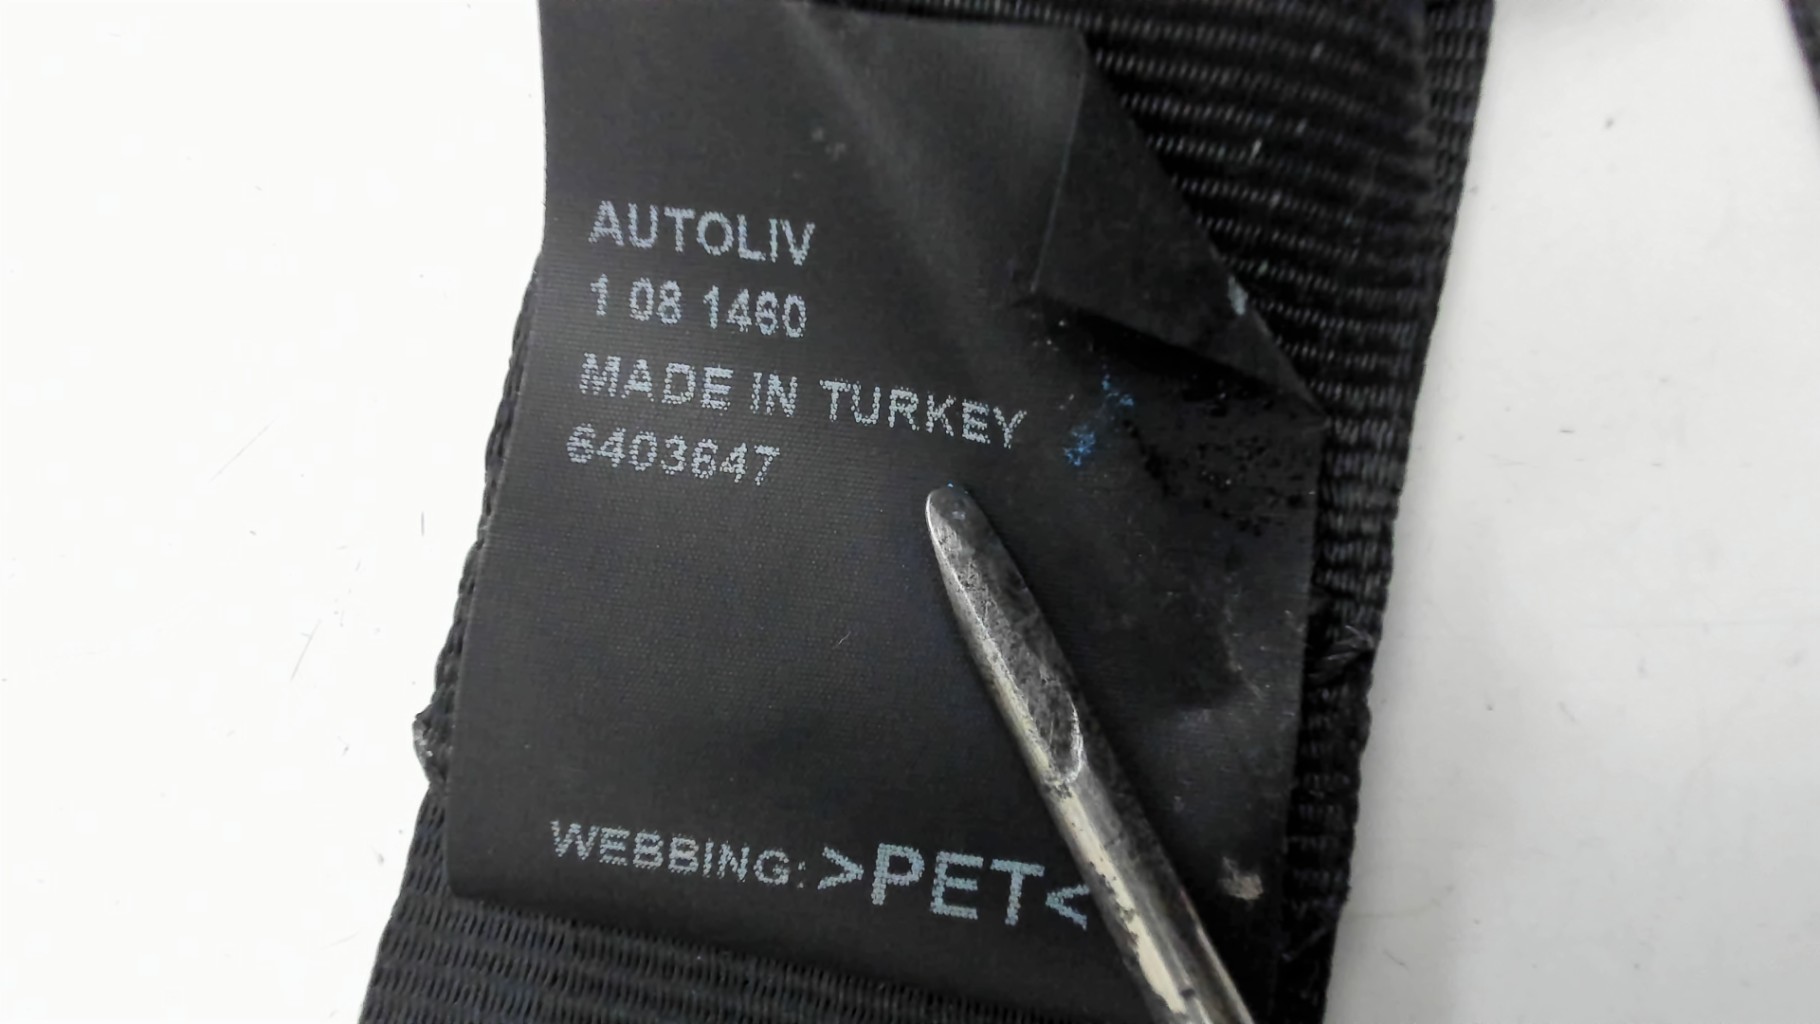 AUTOLIV
1 08 1460
MADE IN TURKEY
6403647
WEBBING: >PET<